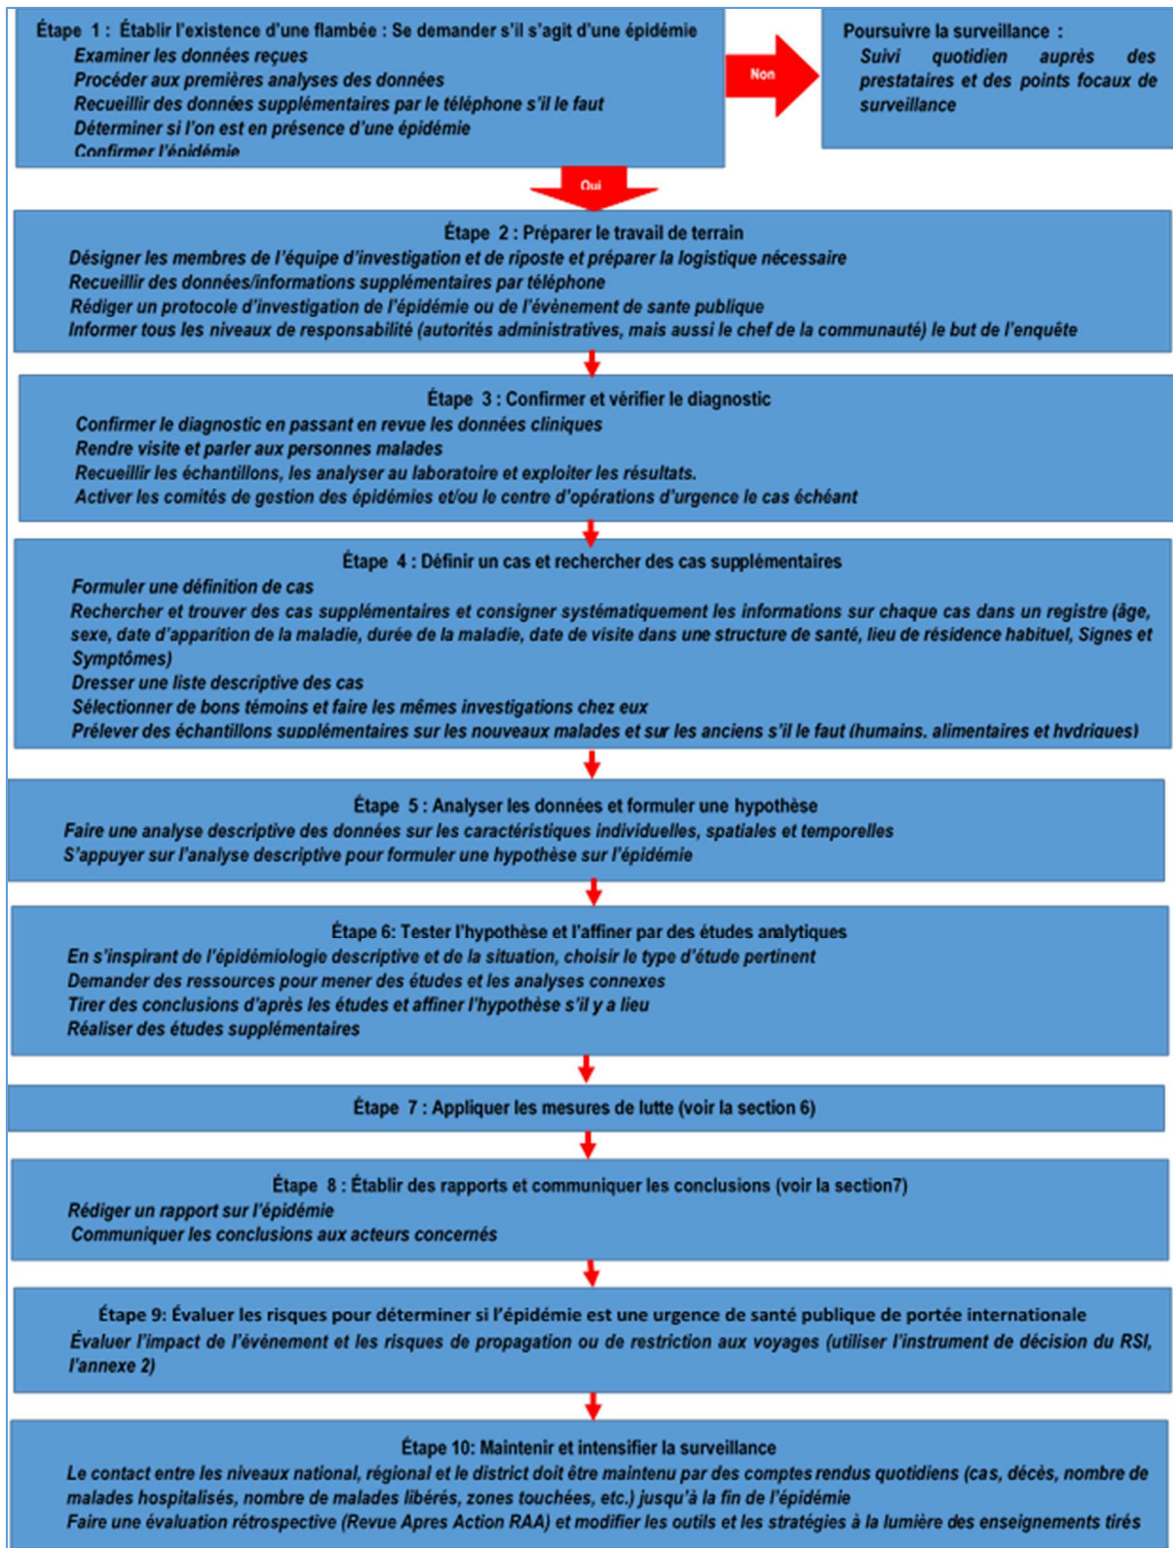 Étape 1 : Établir l'existence d'une flambée : Se demander s'il s'agit d'une épidémie
Examiner les données reçues
Procéder aux premières analyses des données
Recueillir des données supplémentaires par le téléphone s'il le faut
Déterminer si l'on est en présence d'une épidémie
Confirmer l'épidémie
Non
Poursuivre la surveillance :
Suivi quotidien auprès des
prestataires et des points focaux de
surveillance
Oui
Étape 2 : Préparer le travail de terrain
Désigner les membres de l'équipe d'investigation et de riposte et préparer la logistique nécessaire
Recueillir des données/informations supplémentaires par téléphone
Rédiger un protocole d'investigation de l'épidémie ou de l'évènement de sante publique
Informer tous les niveaux de responsabilité (autorités administratives, mais aussi le chef de la communauté) le but de l'enquête
Étape 3 : Confirmer et vérifier le diagnostic
Confirmer le diagnostic en passant en revue les données cliniques
Rendre visite et parler aux personnes malades
Recueillir les échantillons, les analyser au laboratoire et exploiter les résultats.
Activer les comités de gestion des épidémies et/ou le centre d'opérations d'urgence le cas échéant
Étape 4 : Définir un cas et rechercher des cas supplémentaires
Formuler une définition de cas
Rechercher et trouver des cas supplémentaires et consigner systématiquement les informations sur chaque cas dans un registre (âge,
sexe, date d'apparition de la maladie, durée de la maladie, date de visite dans une structure de santé, lieu de résidence habituel, Signes et
Symptômes)
Dresser une liste descriptive des cas
Sélectionner de bons témoins et faire les mêmes investigations chez eux
Prélever des échantillons supplémentaires sur les nouveaux malades et sur les anciens s'il le faut (humains, alimentaires et hydriques)
Étape 5 : Analyser les données et formuler une hypothèse
Faire une analyse descriptive des données sur les caractéristiques individuelles, spatiales et temporelles
S'appuyer sur l'analyse descriptive pour formuler une hypothèse sur l'épidémie
Étape 6: Tester l'hypothèse et l'affiner par des études analytiques
En s'inspirant de l'épidémiologie descriptive et de la situation, choisir le type d'étude pertinent
Demander des ressources pour mener des études et les analyses connexes
Tirer des conclusions d'après les études et affiner l'hypothèse s'il y a lieu
Réaliser des études supplémentaires
Étape 7 : Appliquer les mesures de lutte (voir la section 6)
Étape 8 : Établir des rapports et communiquer les conclusions (voir la section7)
Rédiger un rapport sur l'épidémie
Communiquer les conclusions aux acteurs concernés
Étape 9: Évaluer les risques pour déterminer si l'épidémie est une urgence de santé publique de portée internationale
Évaluer l'impact de l'événement et les risques de propagation ou de restriction aux voyages (utiliser l'instrument de décision du RSI,
l'annexe 2)
Étape 10: Maintenir et intensifier la surveillance
Le contact entre les niveaux national, régional et le district doit être maintenu par des comptes rendus quotidiens (cas, décès, nombre de
malades hospitalisés, nombre de malades libérés, zones touchées, etc.) jusqu'à la fin de l'épidémie
Faire une évaluation rétrospective (Revue Apres Action RAA) et modifier les outils et les stratégies à la lumière des enseignements tirés